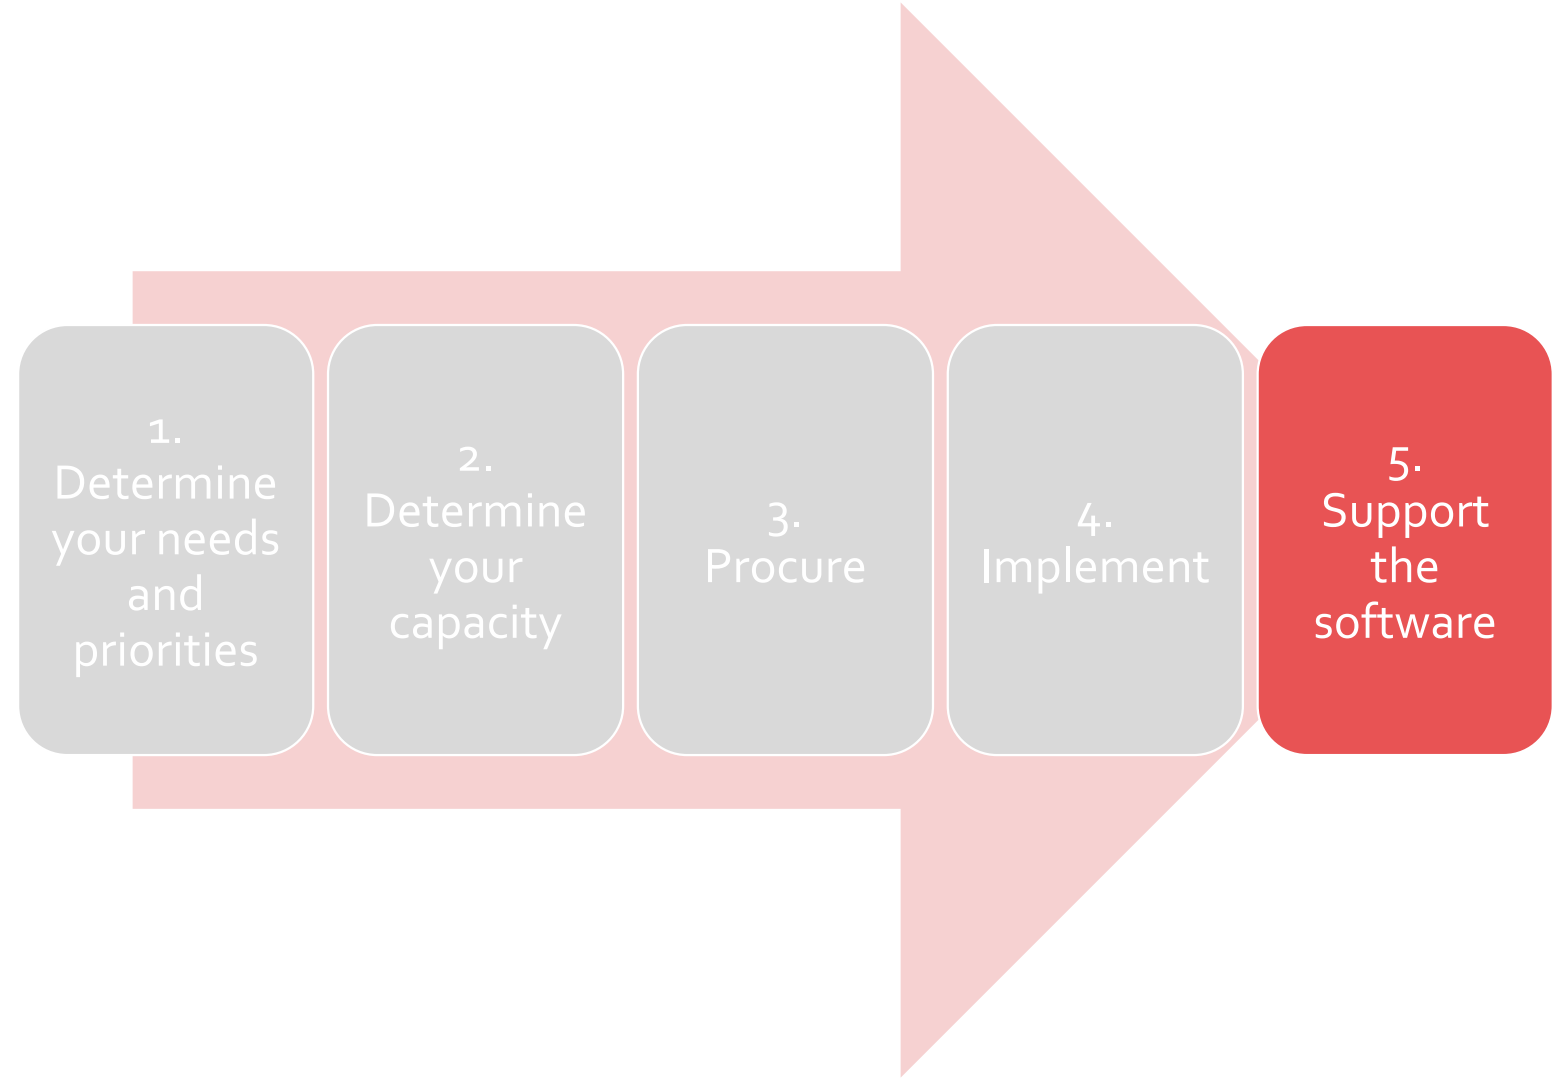 1.
Determine
your needs
and
priorities
2.
Determine
your
capacity
3.
Procure
4.
Implement
5.
Support
the
software